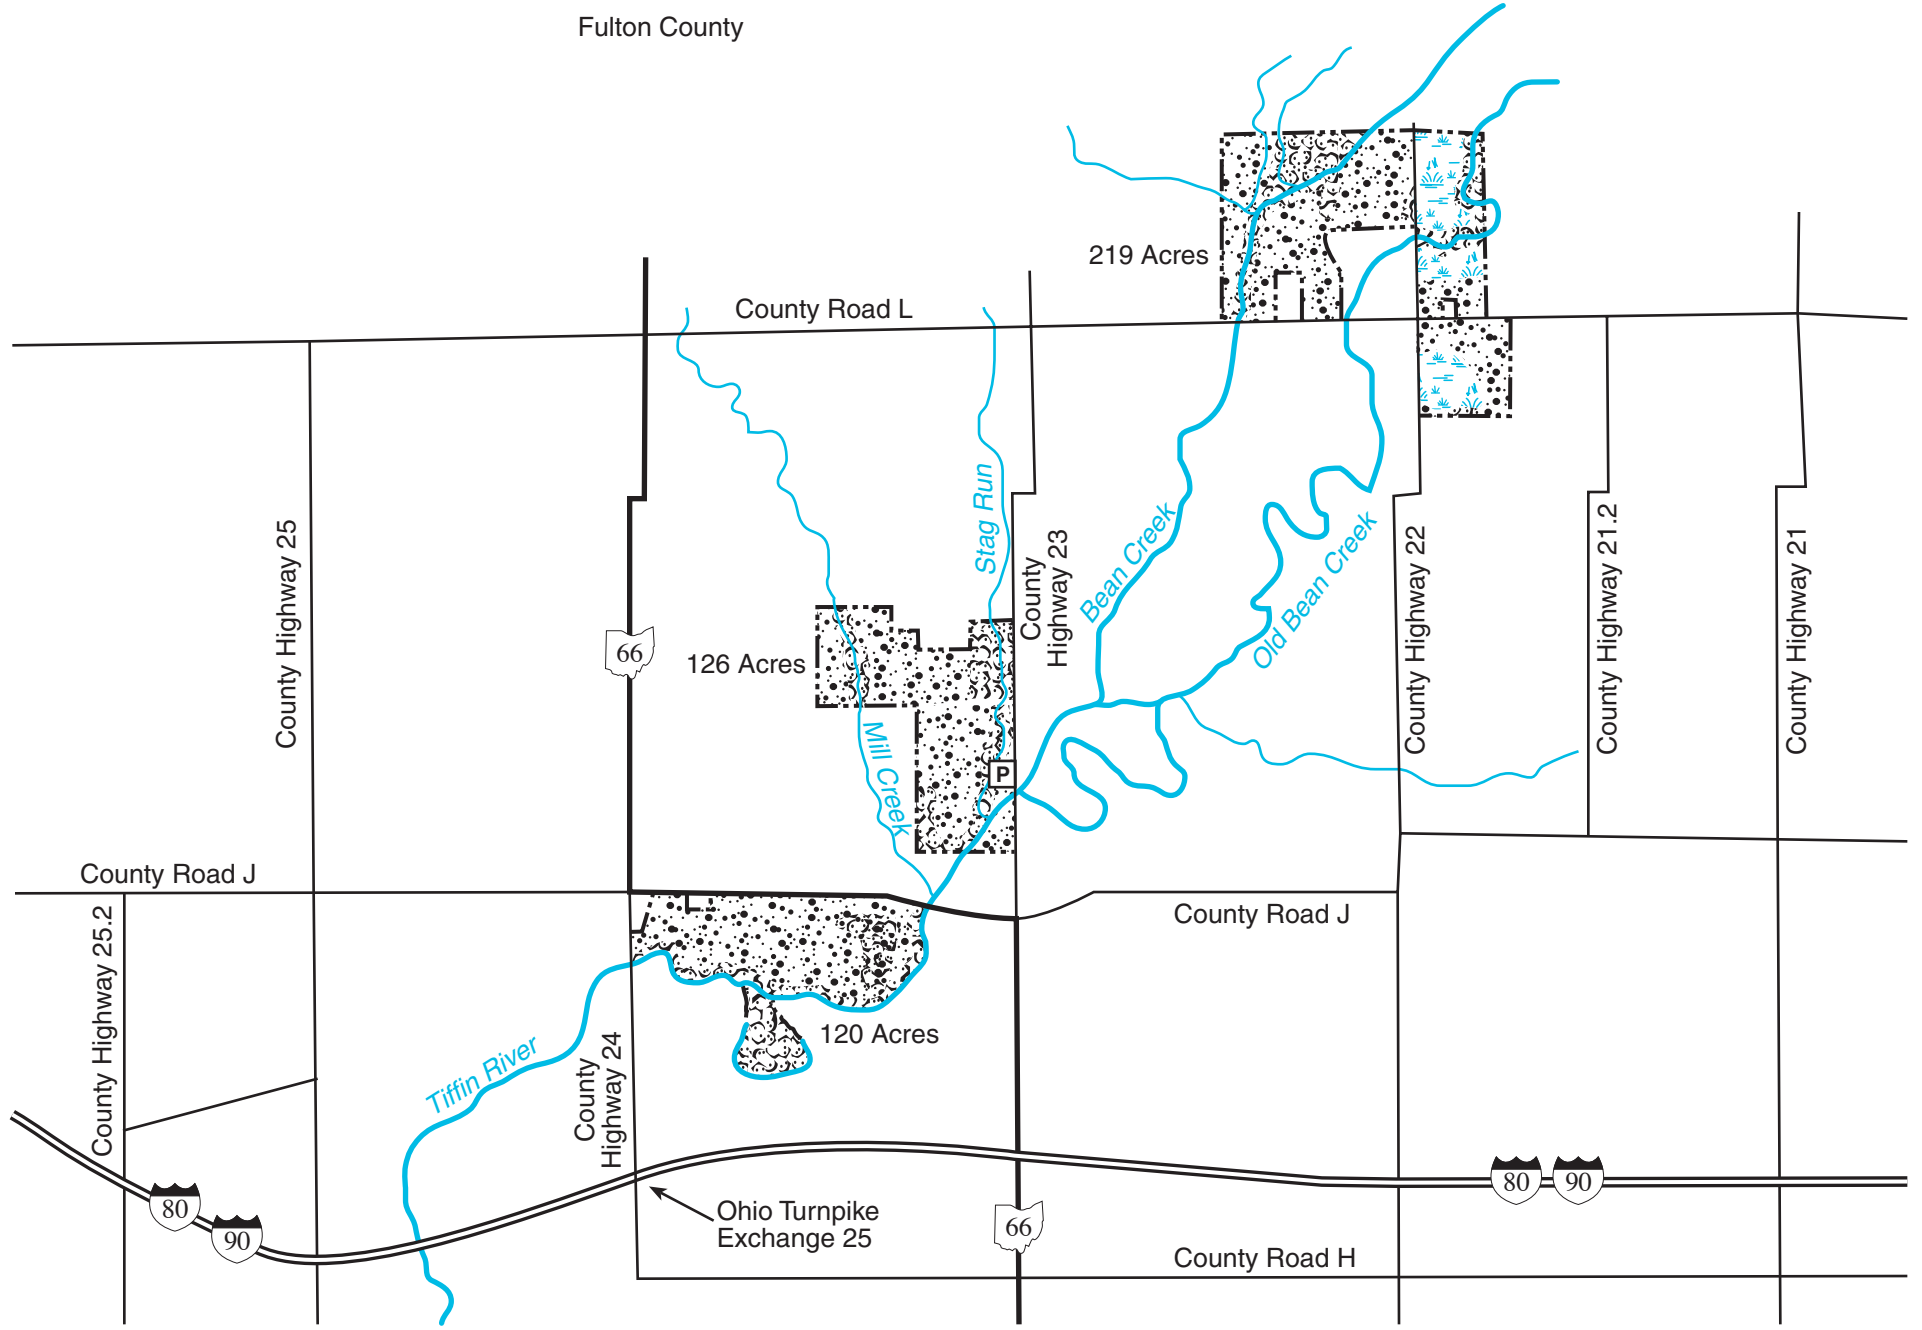 Fulton County
219 Acres
County Road L
County Highway 25
66
126 Acres
Mill Creek
Stag Run
County
Highway 23
P
Bean Creek
Old Bean Creek
County Highway 22
County Highway 21.2
County Highway 21
County Road J
County Road J
County Highway 25.2
120 Acres
Tiffin River
County
Highway 24
80
90
Ohio Turnpike
Exchange 25
66
80
90
County Road H